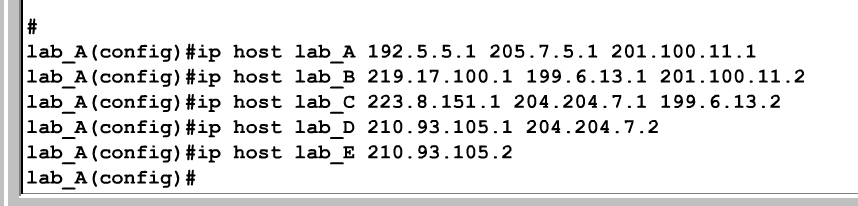 #
lab_A(config)#ip host lab_A 192.5.5.1 205.7.5.1 201.100.11.1
lab_A(config)#ip host lab_B 219.17.100.1 199.6.13.1 201.100.11.2
lab_A(config)#ip host lab_C 223.8.151.1 204.204.7.1 199.6.13.2
lab_A(config)#ip host lab_D 210.93.105.1 204.204.7.2
lab_A(config)#ip host lab_E 210.93.105.2
lab_A(config)#